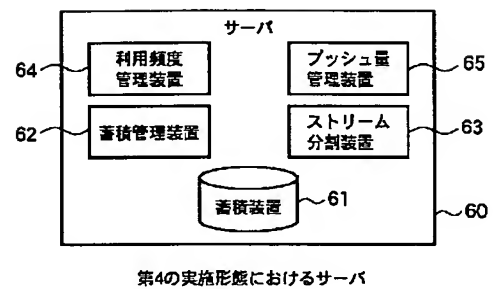 サーバ
64
利用頻度
管理装置
プッシュ量
管理装置
65
62
蓄積管理装置
ストリーム
分割装置
63
蓄積装置
61
60
第4の実施形態におけるサーバ